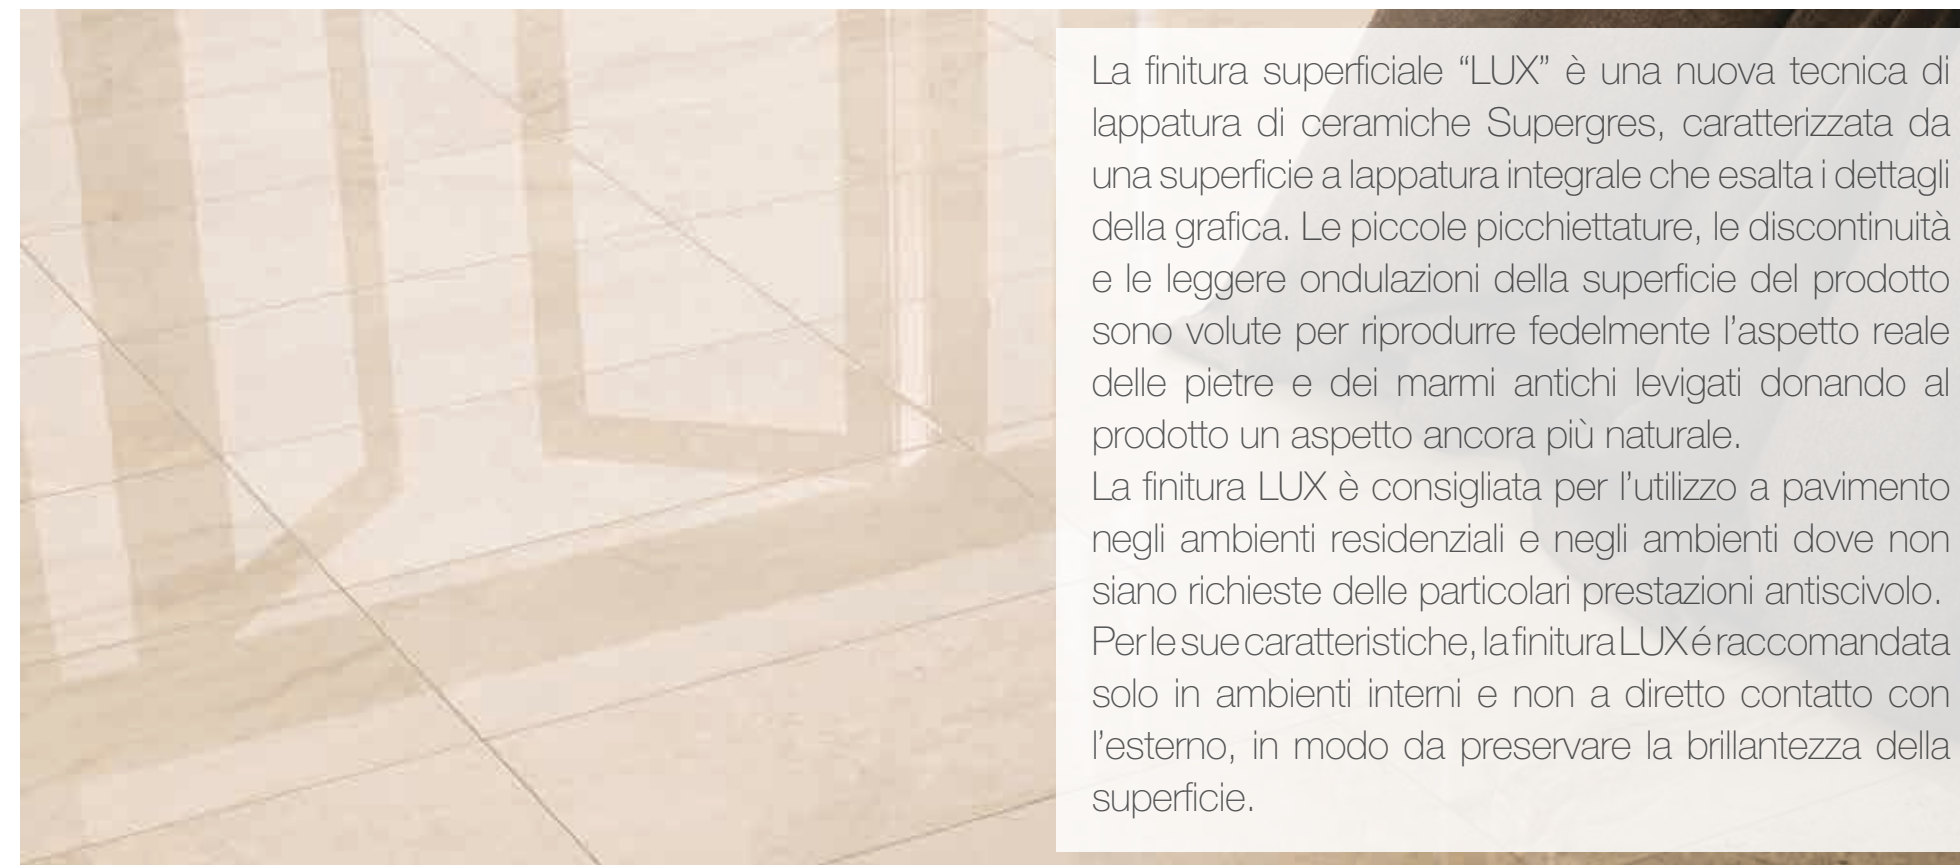 La finitura superficiale “LUX” è una nuova tecnica di
lappatura di ceramiche Supergres, caratterizzata da
una superficie a lappatura integrale che esalta i dettagli
della grafica. Le piccole picchiettature, le discontinuità
e le leggere ondulazioni della superficie del prodotto
sono volute per riprodurre fedelmente l’aspetto reale
delle pietre e dei marmi antichi levigati donando al
prodotto un aspetto ancora più naturale.
La finitura LUX è consigliata per l’utilizzo a pavimento
negli ambienti residenziali e negli ambienti dove non
siano richieste delle particolari prestazioni antiscivolo.
Per le sue caratteristiche, la finitura LUX é raccomandata
solo in ambienti interni e non a diretto contatto con
l’esterno, in modo da preservare la brillantezza della
superficie.